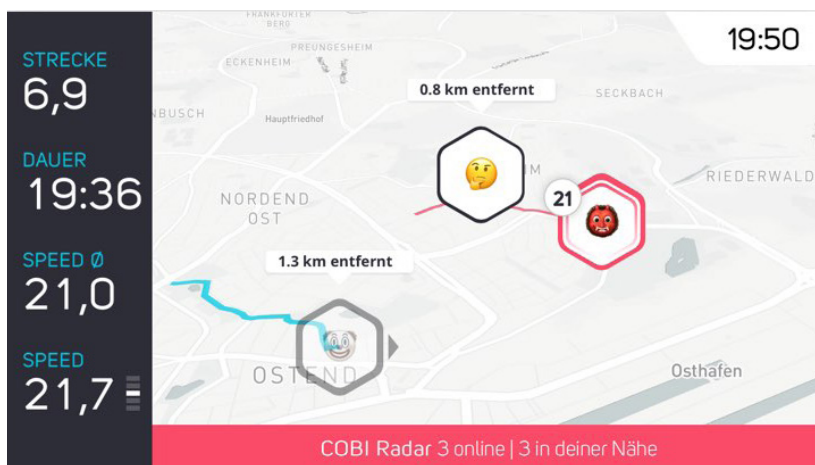 STRECKE
6,9
DAUER
19:36
SPEED Ø
21,0
SPEED
21,7
19:50
FRANKFURTER
BERG
PREUNGESHEIM
ECKENHEIM
SECKBACH
Hauptfriedhof
0.8 km entfernt
UM
RIEDERWALD
21
NORDEND
OST
1.3 km entfernt
OSTEND
Osthafen
COBI Radar 3 online | 3 in deiner Nähe